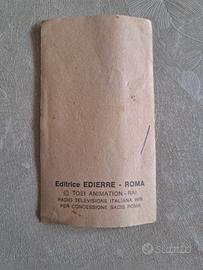 Editrice EDIERRE - ROMA
© TOEI ANIMATION - RAI
RADIO TELEVISIONE ITALIANA 1978
PER CONCESSIONE SACIS ROMA
subito